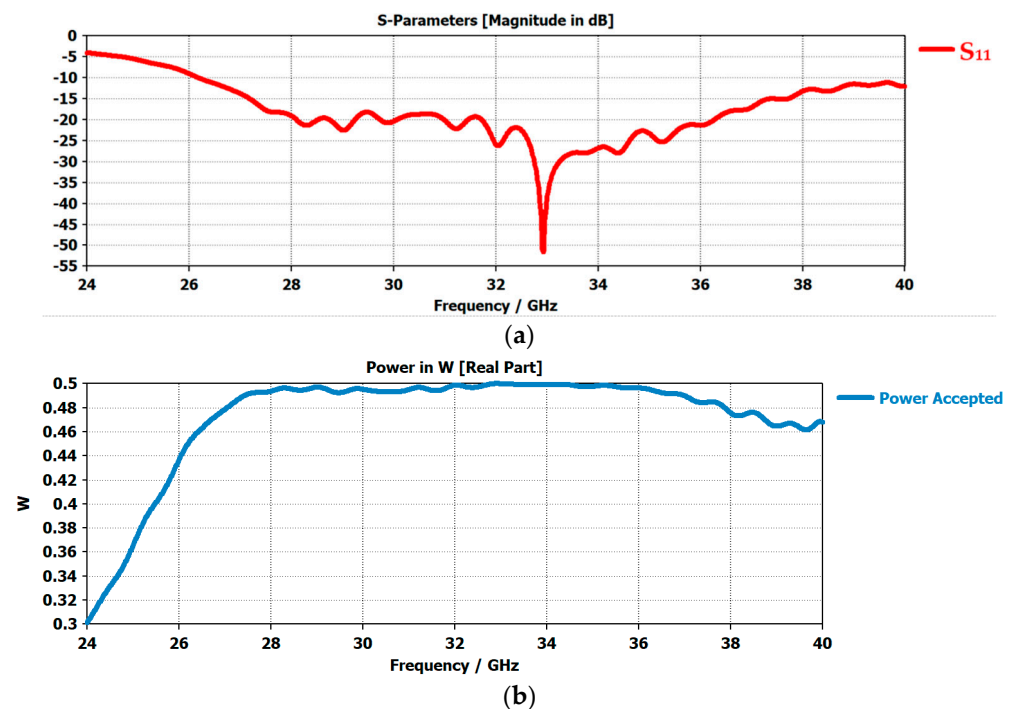 S-Parameters [Magnitude in dB]
0
-5
-10
-15
-20
-25
-30
-35
-40
-45
-50
-55
24 26 28 30 32 34 36 38 40
Frequency / GHz
S11
(a)
Power in W [Real Part]
0.5
0.48
0.46
0.44
0.42
0.4
0.38
0.36
0.34
0.32
0.3
W
24 26 28 30 32 34 36 38 40
Frequency / GHz
Power Accepted
(b)